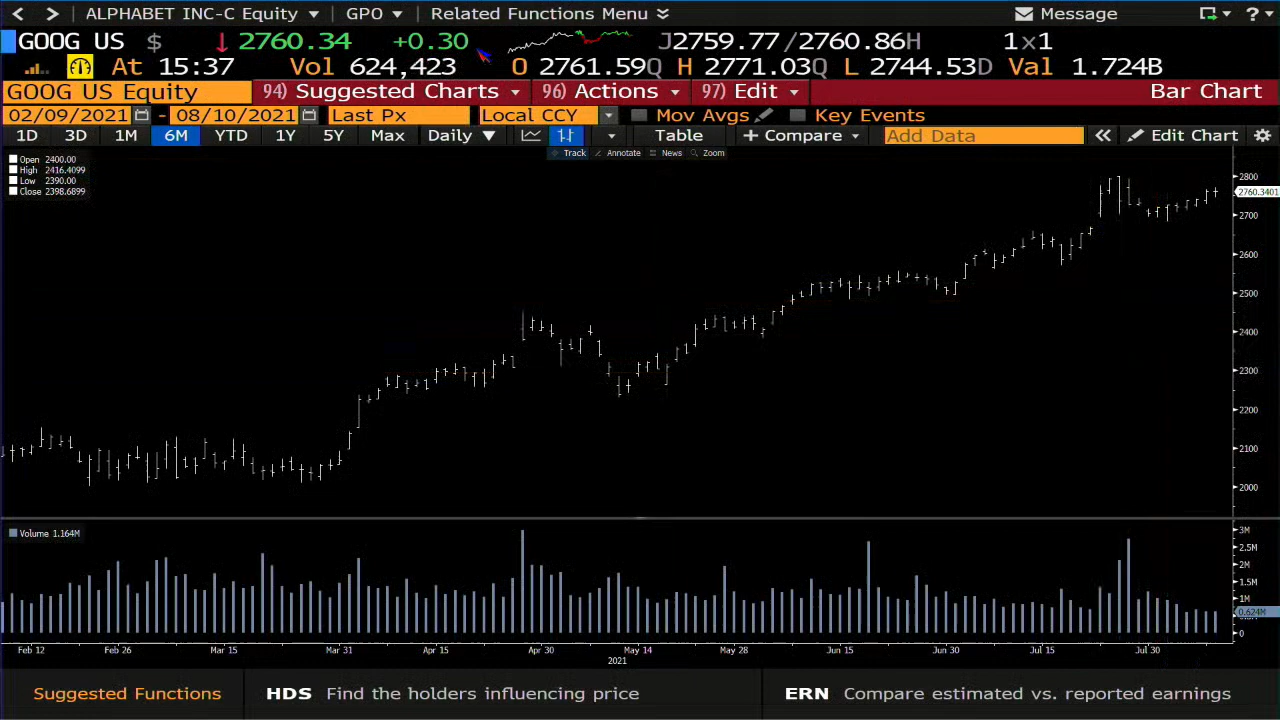 ALPHABET INC-C Equity GPO Related Functions Menu Message ?
GOOG US $ ↓ 2760.34 +0.30 J2759.77/2760.86H 1x1
At 15:37 Vol 624,423 O 2761.59Q H 2771.03Q L 2744.53D Val 1.724B
GOOG US Equity 94) Suggested Charts 96) Actions 97) Edit Bar Chart
02/09/2021 - 08/10/2021 Last Px Local CCY Mov Avgs Key Events
1D 3D 1M 6M YTD 1Y 5Y Max Daily ▼ Table + Compare Add Data « Edit Chart
Track Annotate News Zoom
Open 2400.00
High 2416.4099
Low 2390.00
Close 2398.6899
2800
2760.3401
2700
2600
2500
2400
2300
2200
2100
2000
Volume 1.164M
3M
2.5M
2M
1.5M
1M
0.624M
0
Feb 12 Feb 26 Mar 15 Mar 31 Apr 15 Apr 30 May 14 May 28 Jun 15 Jun 30 Jul 15 Jul 30
2021
Suggested Functions HDS Find the holders influencing price ERN Compare estimated vs. reported earnings